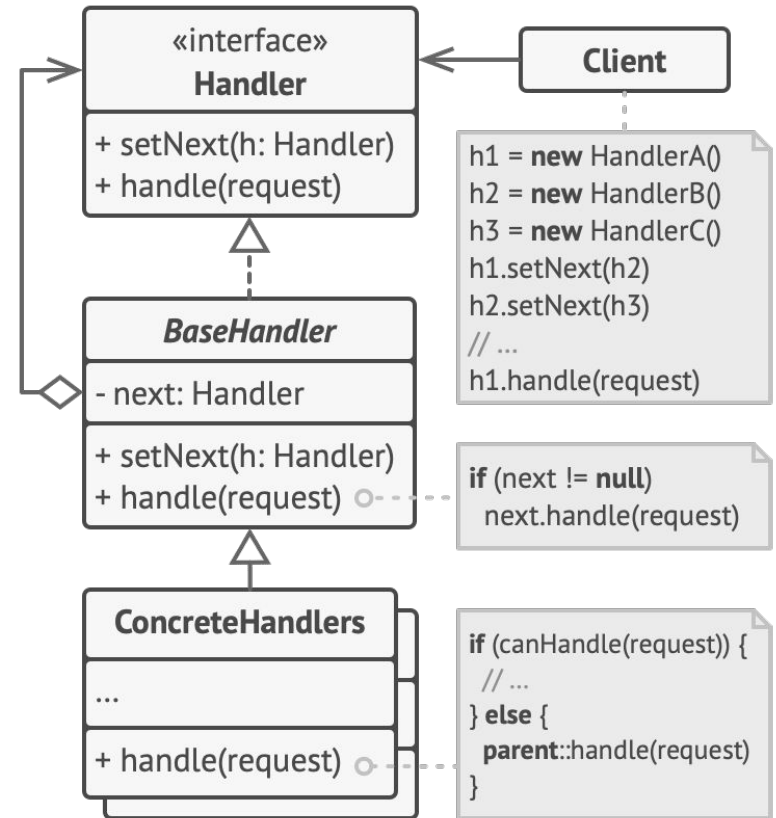 «interface»
Handler
+ setNext(h: Handler)
+ handle(request)
Client
h1 = new HandlerA()
h2 = new HandlerB()
h3 = new HandlerC()
h1.setNext(h2)
h2.setNext(h3)
// ...
h1.handle(request)
BaseHandler
- next: Handler
+ setNext(h: Handler)
+ handle(request)
if (next != null)
next.handle(request)
ConcreteHandlers
...
+ handle(request)
if (canHandle(request)) {
// ...
} else {
parent::handle(request)
}